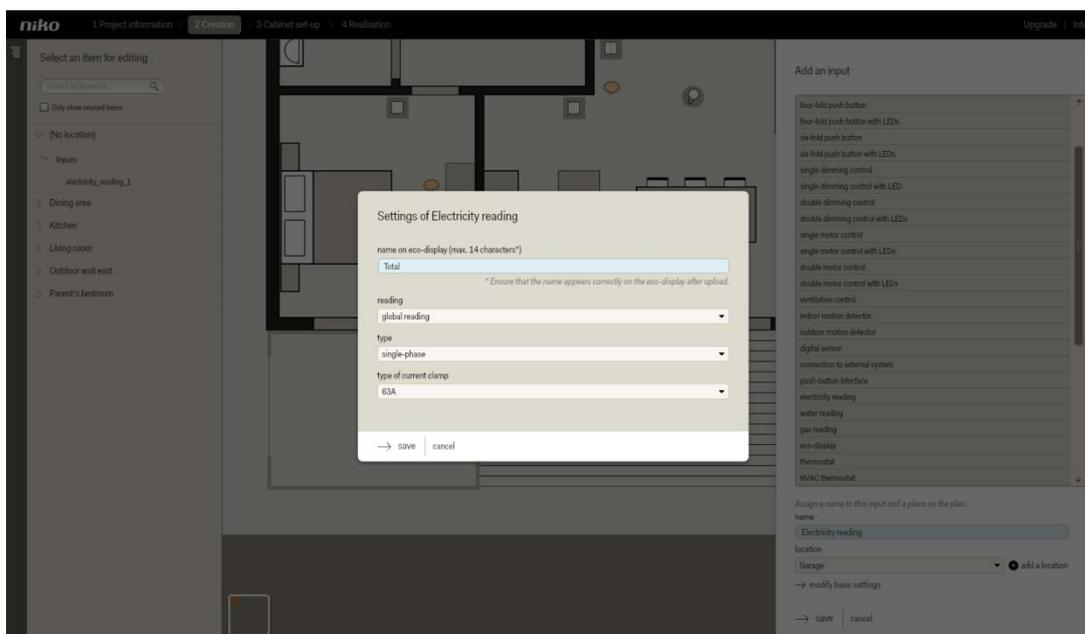 niko
1 Project information > 2 Creation > 3 Cabinet set-up > 4 Realisation
Upgrade |
Select an item for editing
Search by keyword...
Only show unused items
(No location)
Inputs
electricity_reading_1
Dining area
Kitchen
Living room
Outdoor wall east
Parent's bedroom
Settings of Electricity reading
name on eco-display (max. 14 characters*)
Total
* Ensure that the name appears correctly on the eco-display after upload.
reading
global reading
type
single-phase
type of current clamp
63A
save | cancel
Add an input
four-fold push button
four-fold push button with LEDs
six-fold push button
six-fold push button with LEDs
single dimming control
single dimming control with LED
double dimming control
double dimming control with LEDs
single motor control
single motor control with LEDs
double motor control
double motor control with LEDs
ventilation control
indoor motion detector
outdoor motion detector
digital sensor
connection to external system
push-button interface
electricity reading
water reading
gas reading
eco-display
thermostat
HVAC thermostat
Assign a name to this input and a place on the plan.
name
Electricity reading
location
Garage
add a location
modify basic settings
save | cancel